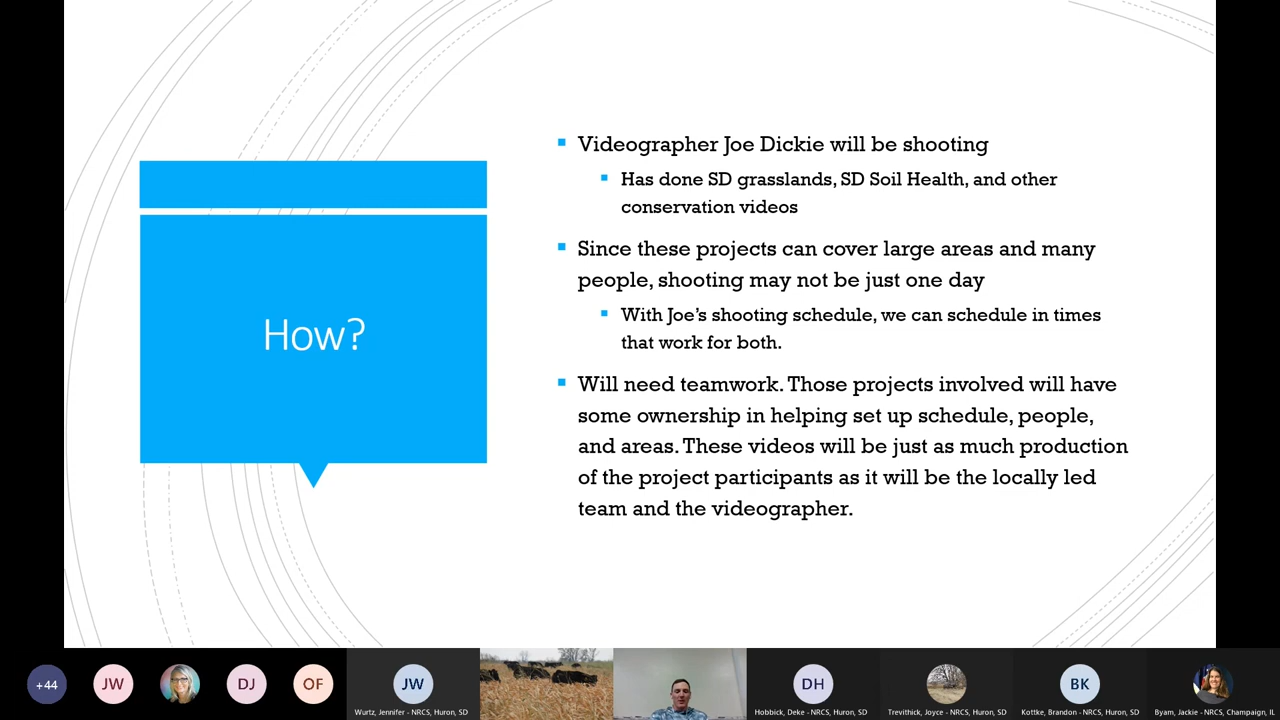 How?
Videographer Joe Dickie will be shooting
Has done SD grasslands, SD Soil Health, and other
conservation videos
Since these projects can cover large areas and many
people, shooting may not be just one day
With Joe’s shooting schedule, we can schedule in times
that work for both.
Will need teamwork. Those projects involved will have
some ownership in helping set up schedule, people,
and areas. These videos will be just as much production
of the project participants as it will be the locally led
team and the videographer.
+44
JW
DJ
OF
JW
Wurtz, Jennifer - NRCS, Huron, SD
DH
Hobbick, Deke - NRCS, Huron, SD
Trevithick, Joyce - NRCS, Huron, SD
BK
Kottke, Brandon - NRCS, Huron, SD
Byam, Jackie - NRCS, Champaign, IL